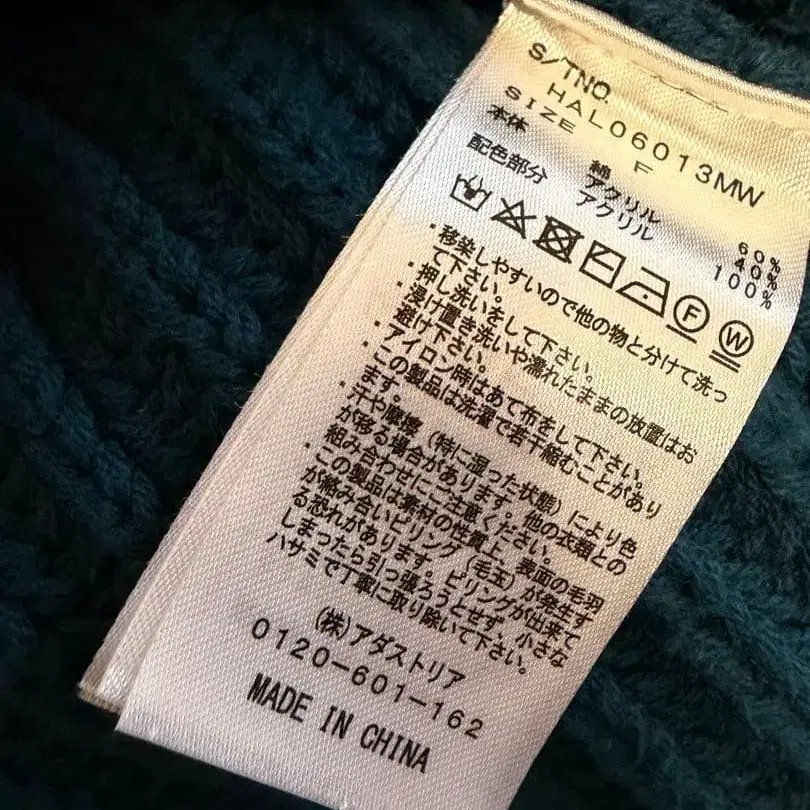 S/TNO.
HAL06013MW
SIZE F
本体 綿 60%
アクリル 40%
配色部分 アクリル 100%
F W
・移染しやすいので他の物と分けて洗っ
て下さい。
・押し洗いをして下さい。
・浸け置き洗いや濡れたままの放置はお
避け下さい。
・アイロン時はあて布をして下さい。
・この製品は洗濯で若干縮むことがあり
ます。
・汗や摩擦(特に湿った状態)により色
が移る場合があります。他の衣類との
組み合わせにご注意ください。
・この製品は素材の性質上、表面の毛羽
が絡み合いピリング(毛玉)が発生す
る恐れがあります。ピリングが出来て
しまったら引っ張ろうとせず、小さな
ハサミで丁寧に取り除いて下さい。
(株)アダストリア
0120-601-162
MADE IN CHINA